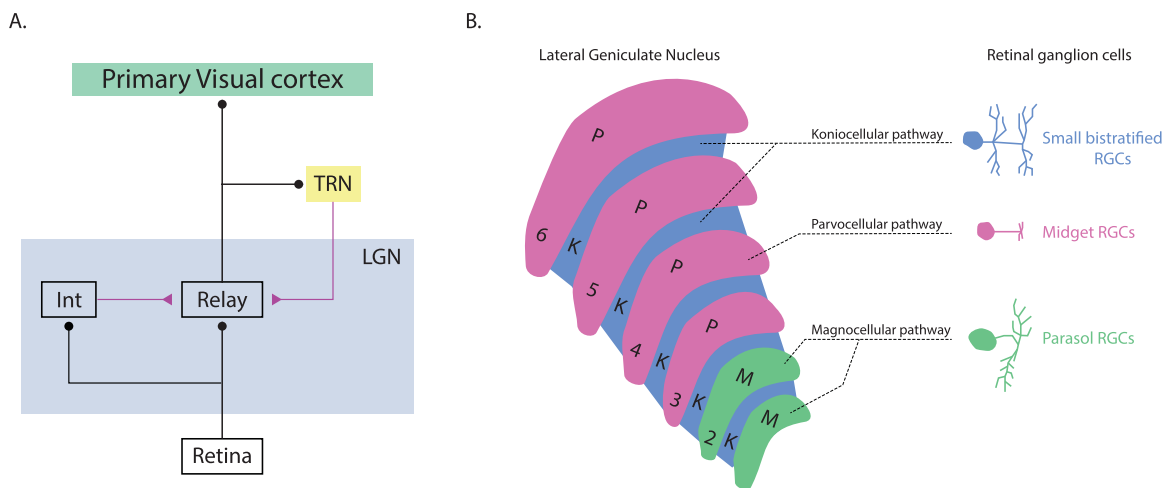 A.
Primary Visual cortex
TRN
LGN
Int
Relay
Retina
B.
Lateral Geniculate Nucleus
Retinal ganglion cells
P
Koniocellular pathway
Small bistratified
RGCs
P
6
K
Parvocellular pathway
Midget RGCs
P
5
K
P
Magnocellular pathway
Parasol RGCs
4
K
M
3
K
M
2
K